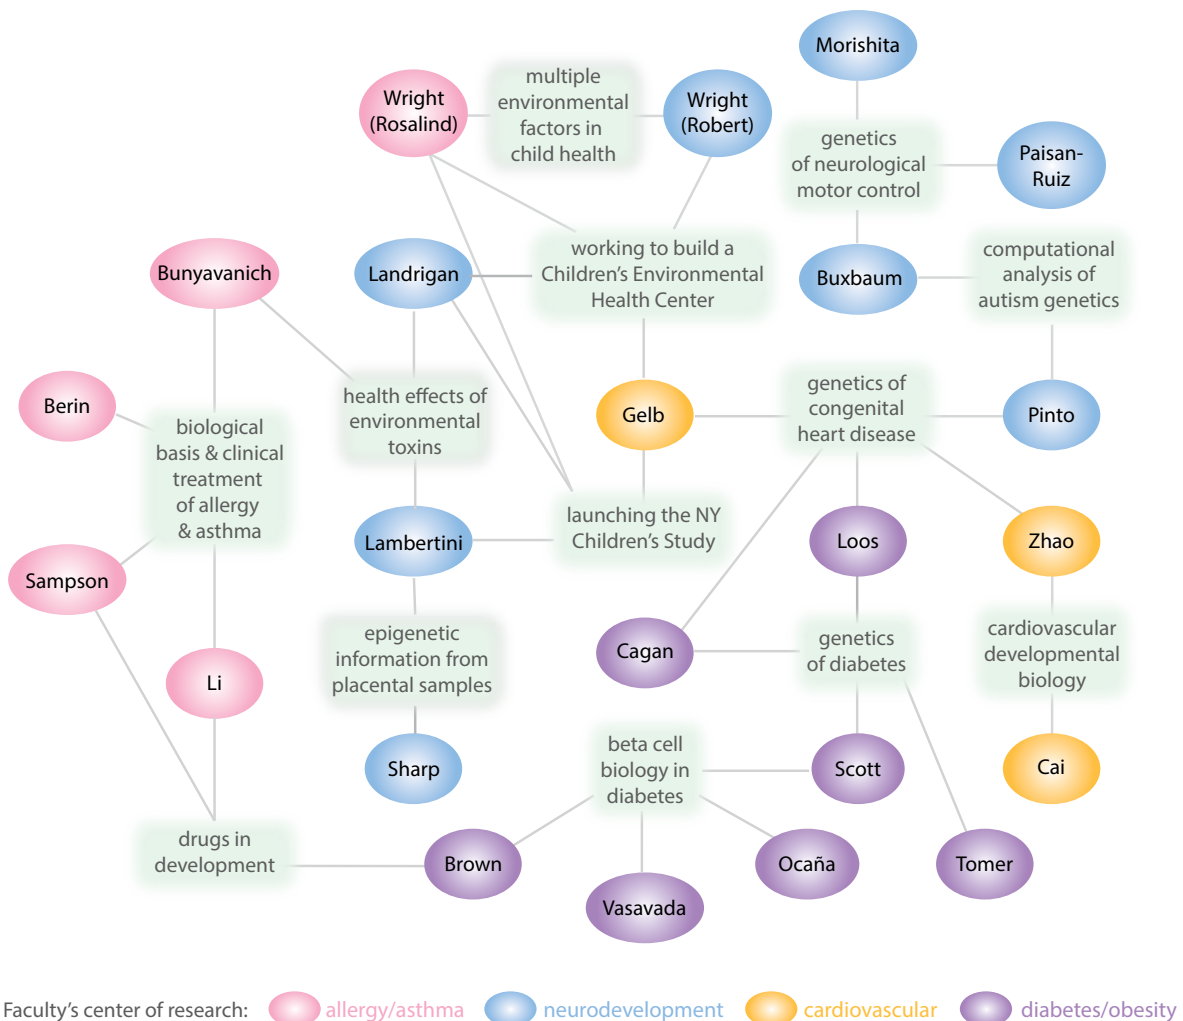 Morishita
Wright
(Rosalind)
multiple
environmental
factors in
child health
Wright
(Robert)
genetics
of neurological
motor control
Paisan-
Ruiz
Bunyavanich
Landrigan
working to build a
Children's Environmental
Health Center
Buxbaum
computational
analysis of
autism genetics
Berin
health effects of
environmental
toxins
Gelb
genetics of
congenital
heart disease
Pinto
biological
basis & clinical
treatment
of allergy
& asthma
Lambertini
launching the NY
Children's Study
Loos
Zhao
Sampson
epigenetic
information from
placental samples
Cagan
genetics
of diabetes
cardiovascular
developmental
biology
Li
Sharp
beta cell
biology in
diabetes
Scott
Cai
drugs in
development
Brown
Vasavada
Ocaña
Tomer
Faculty's center of research: allergy/asthma neurodevelopment cardiovascular diabetes/obesity